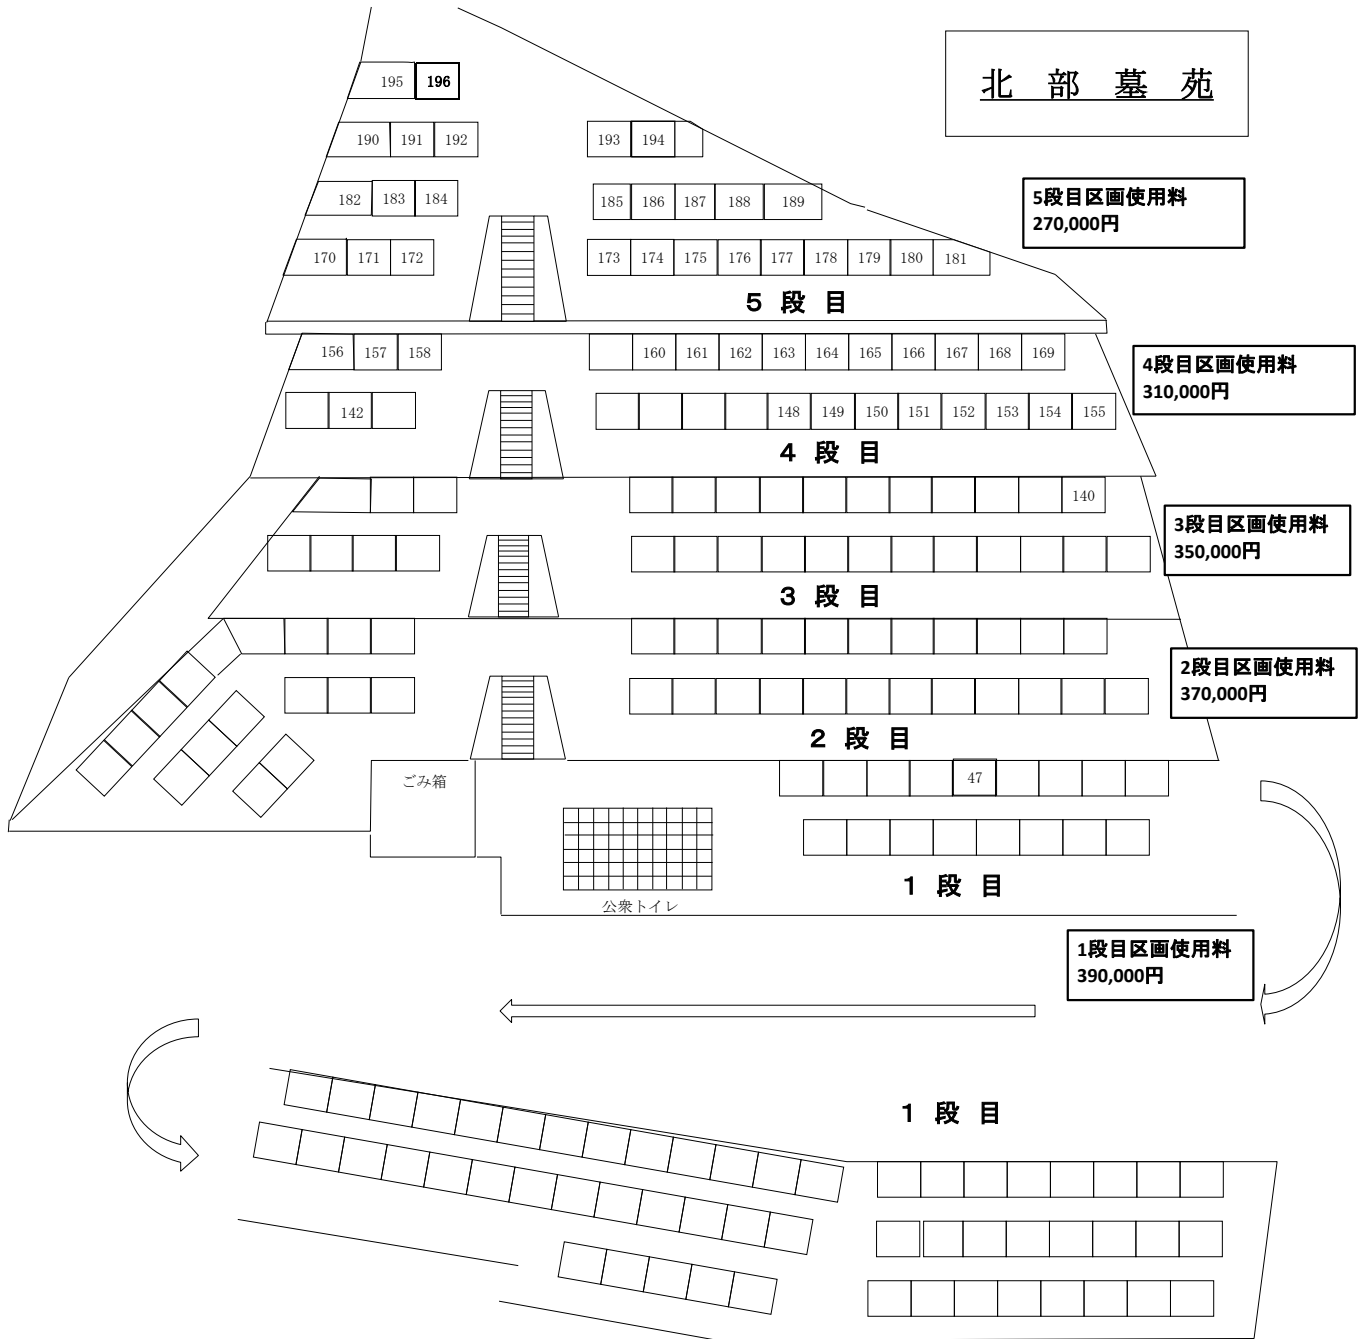 北 部 墓 苑
195 196
190 191 192 193 194
182 183 184 185 186 187 188 189
5段目区画使用料
270,000円
170 171 172 173 174 175 176 177 178 179 180 181
5 段 目
156 157 158 160 161 162 163 164 165 166 167 168 169
4段目区画使用料
310,000円
142 148 149 150 151 152 153 154 155
4 段 目
140
3段目区画使用料
350,000円
3 段 目
2段目区画使用料
370,000円
2 段 目
ごみ箱
47
1 段 目
公衆トイレ
1段目区画使用料
390,000円
1 段 目